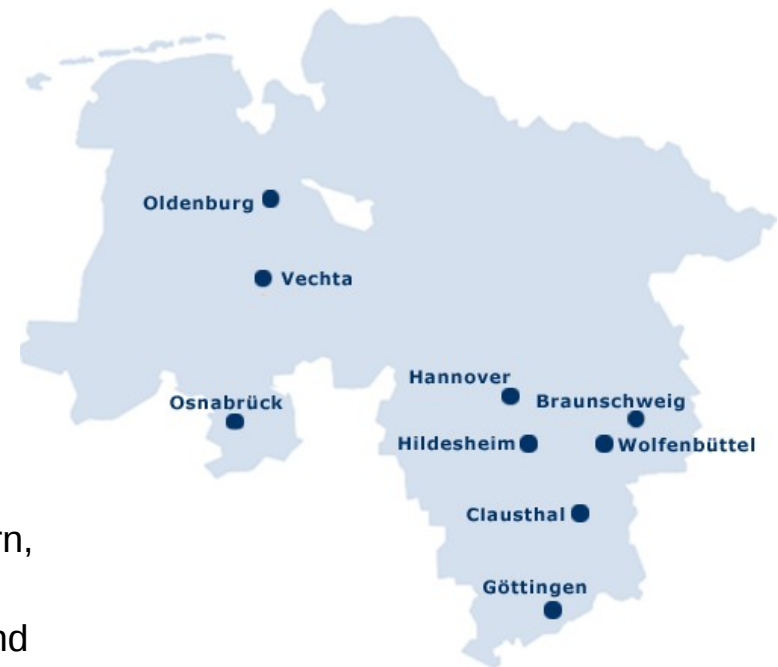 Oldenburg
Vechta
Hannover
Osnabrück
Braunschweig
Hildesheim
Wolfenbüttel
Clausthal
Göttingen